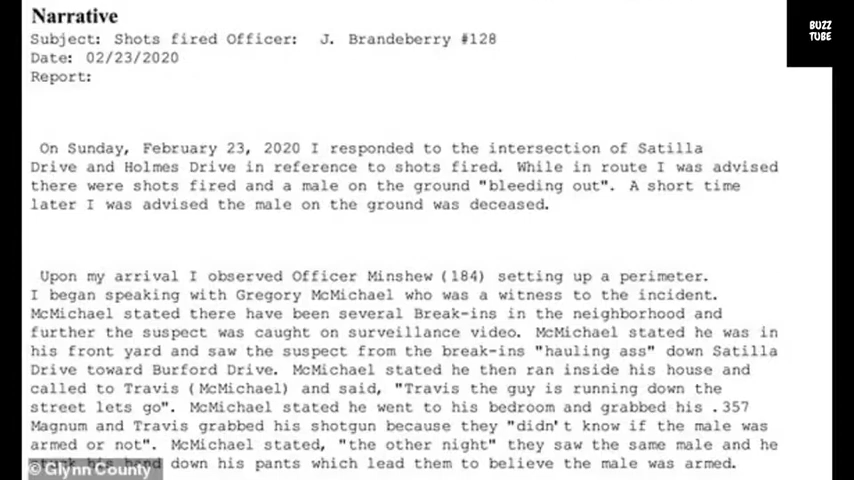 Narrative
BUZZ
TUBE
Subject: Shots fired Officer: J. Brandeberry #128
Date: 02/23/2020
Report:
On Sunday, February 23, 2020 I responded to the intersection of Satilla
Drive and Holmes Drive in reference to shots fired. While in route I was advised
there were shots fired and a male on the ground "bleeding out". A short time
later I was advised the male on the ground was deceased.
Upon my arrival I observed Officer Minshew (184) setting up a perimeter.
I began speaking with Gregory McMichael who was a witness to the incident.
McMichael stated there have been several Break-ins in the neighborhood and
further the suspect was caught on surveillance video. McMichael stated he was in
his front yard and saw the suspect from the break-ins "hauling ass" down Satilla
Drive toward Burford Drive. McMichael stated he then ran inside his house and
called to Travis (McMichael) and said, "Travis the guy is running down the
street lets go". McMichael stated he went to his bedroom and grabbed his .357
Magnum and Travis grabbed his shotgun because they "didn't know if the male was
armed or not". McMichael stated, "the other night" they saw the same male and he
stuck his hand down his pants which lead them to believe the male was armed.
© Glynn County